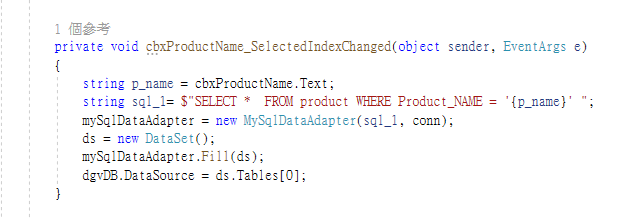 1 個參考
private void cbxProductName_SelectedIndexChanged(object sender, EventArgs e)
{
string p_name = cbxProductName.Text;
string sql_1= $"SELECT *  FROM product WHERE Product_NAME = '{p_name}' ";
mySqlDataAdapter = new MySqlDataAdapter(sql_1, conn);
ds = new DataSet();
mySqlDataAdapter.Fill(ds);
dgvDB.DataSource = ds.Tables[0];
}